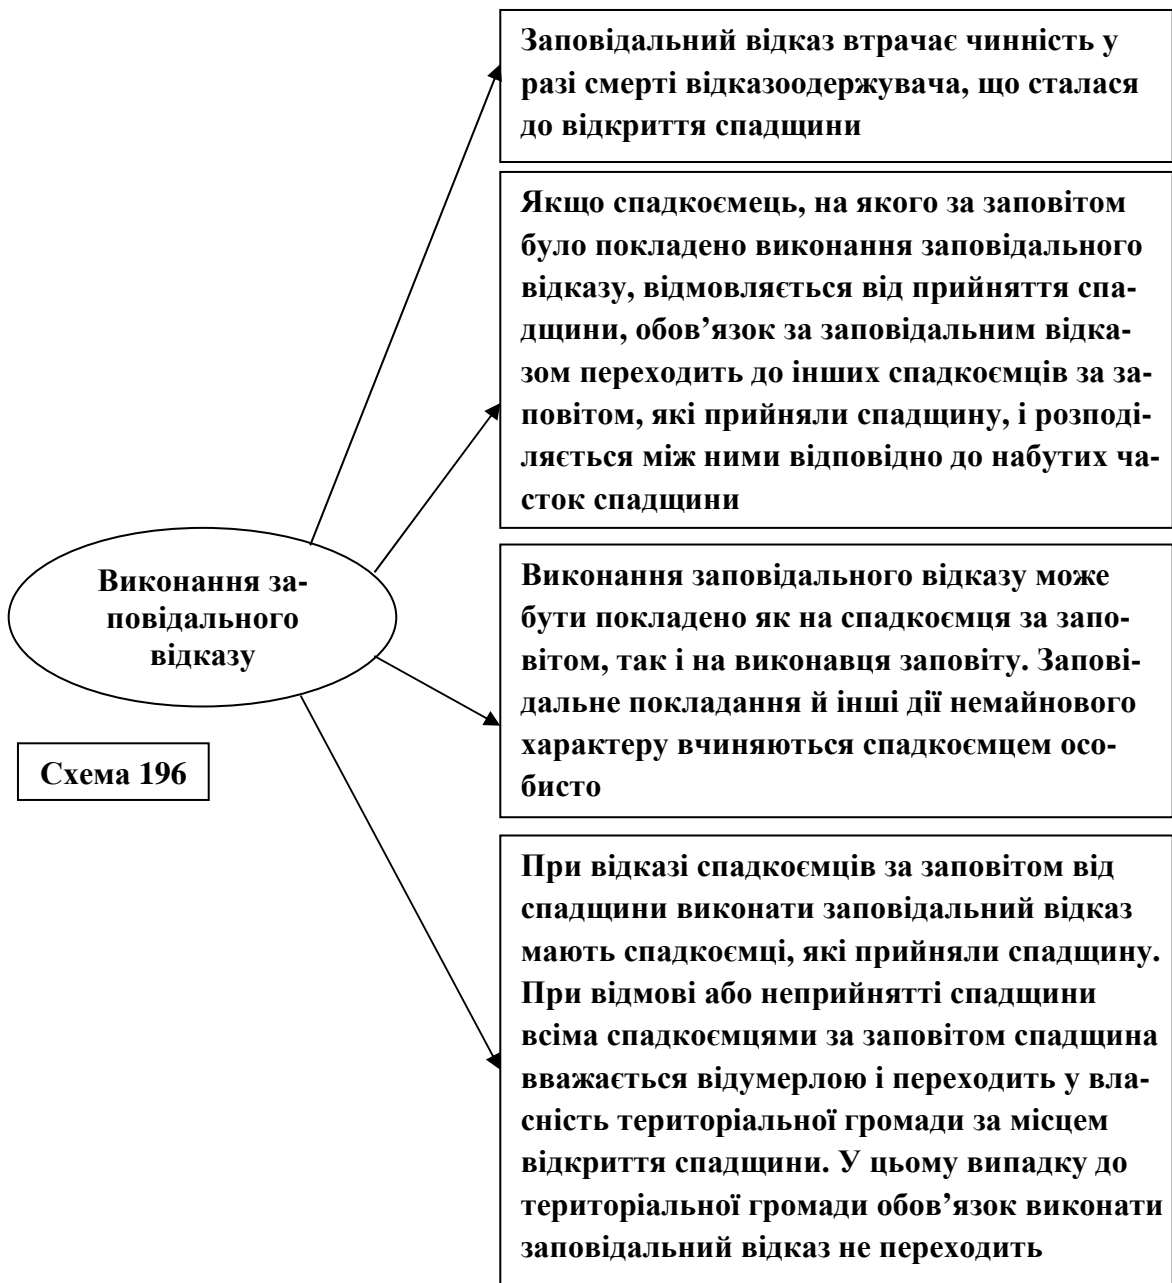 Заповідальний відказ втрачає чинність у
разі смерті відказоодержувача, що сталася
до відкриття спадщини
Якщо спадкоємець, на якого за заповітом
було покладено виконання заповідального
відказу, відмовляється від прийняття спа-
дщини, обов’язок за заповідальним відка-
зом переходить до інших спадкоємців за за-
повітом, які прийняли спадщину, і розподі-
ляється між ними відповідно до набутих ча-
сток спадщини
Виконання за-
повідального
відказу
Виконання заповідального відказу може
бути покладено як на спадкоємця за запо-
вітом, так і на виконавця заповіту. Запові-
дальне покладання й інші дії немайнового
характеру вчиняються спадкоємцем осо-
бисто
Схема 196
При відказі спадкоємців за заповітом від
спадщини виконати заповідальний відказ
мають спадкоємці, які прийняли спадщину.
При відмові або неприйнятті спадщини
всіма спадкоємцями за заповітом спадщина
вважається відумерлою і переходить у вла-
сність територіальної громади за місцем
відкриття спадщини. У цьому випадку до
територіальної громади обов’язок виконати
заповідальний відказ не переходить